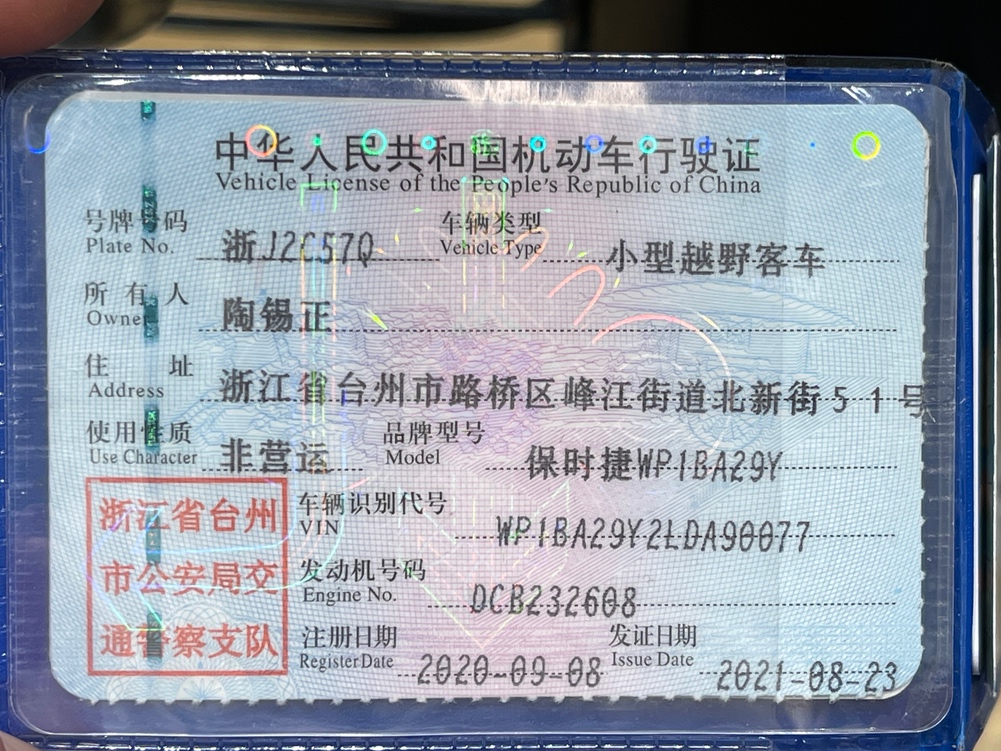 中华人民共和国机动车行驶证
Vehicle License of the People's Republic of China
号牌号码 浙J2C57Q 车辆类型 小型越野客车
Plate No. Vehicle Type
所有人 陶锡正
Owner
住址 浙江省台州市路桥区峰江街道北新街51号
Address
使用性质 非营运 品牌型号 保时捷WP1BA29Y
Use Character Model
浙江省台州
市公安局交
通警察支队
车辆识别代号 WP1BA29Y2LDA90077
VIN
发动机号码 DCB232608
Engine No.
注册日期 2020-09-08 发证日期 2021-08-23
Register Date Issue Date